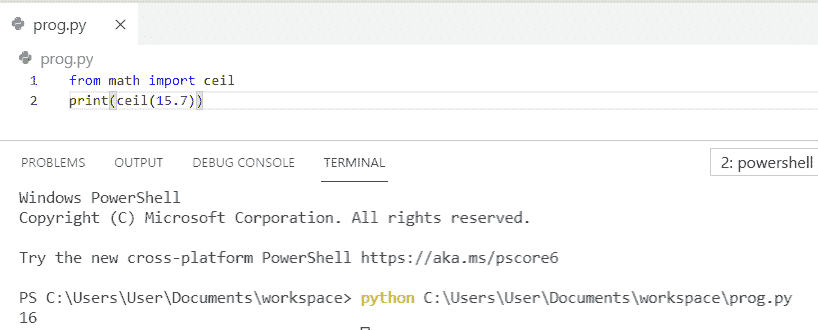 prog.py
prog.py
1 from math import ceil
2 print(ceil(15.7))
PROBLEMS OUTPUT DEBUG CONSOLE TERMINAL 2: powershell
Windows PowerShell
Copyright (C) Microsoft Corporation. All rights reserved.
Try the new cross-platform PowerShell https://aka.ms/pscore6
PS C:\Users\User\Documents\workspace> python C:\Users\User\Documents\workspace\prog.py
16